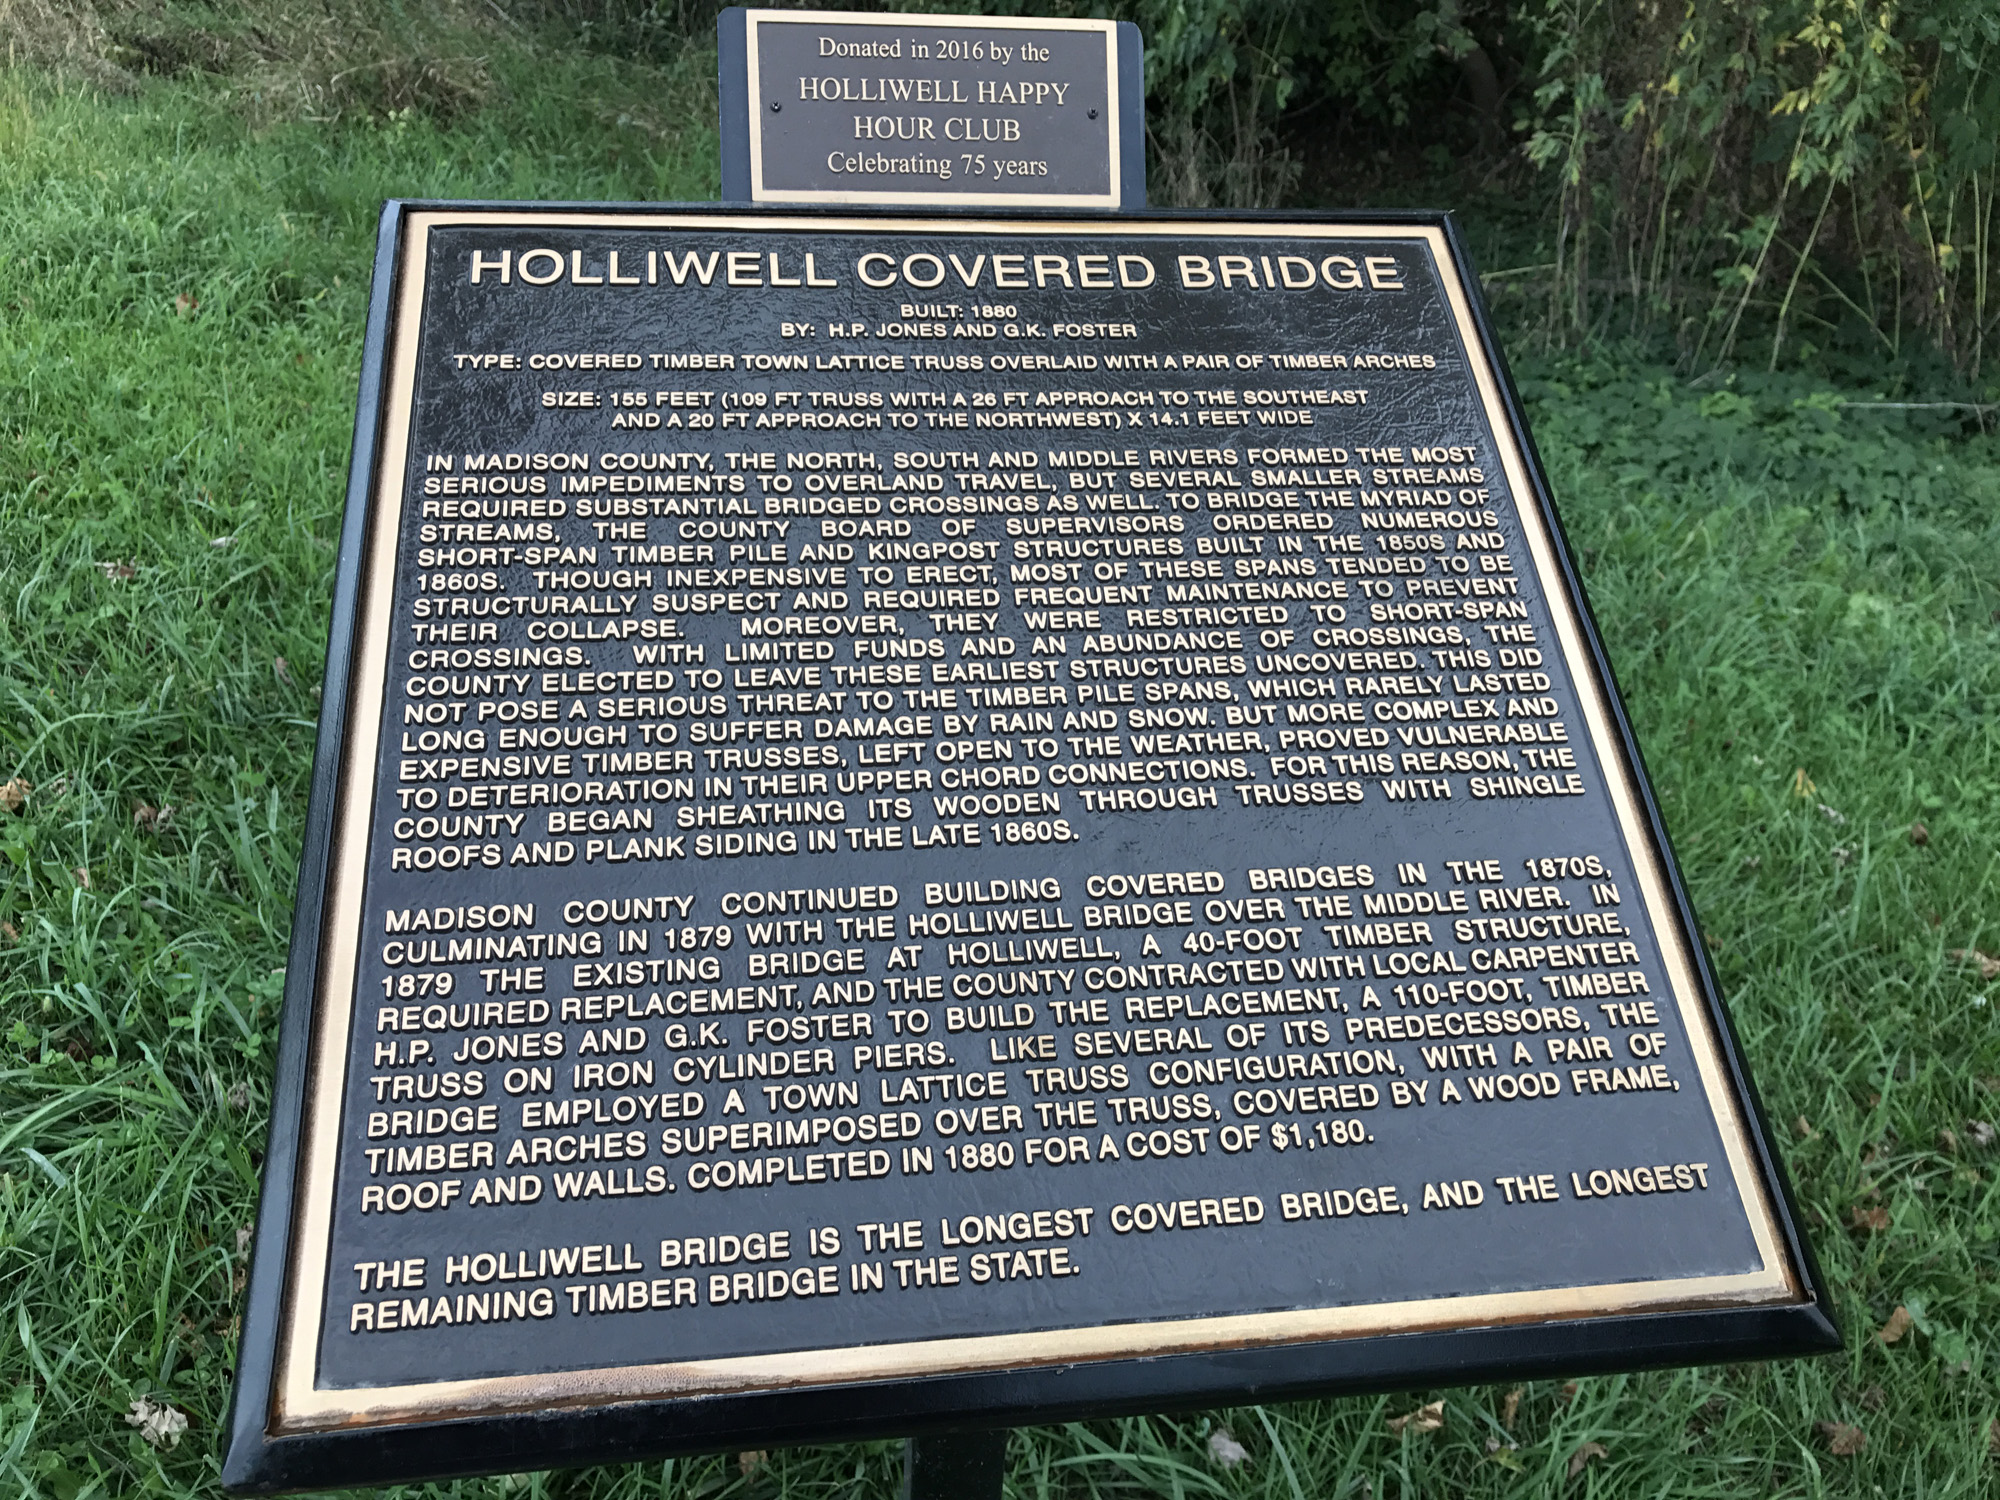 Donated in 2016 by the
HOLLIWELL HAPPY
HOUR CLUB
Celebrating 75 years
HOLLIWELL COVERED BRIDGE
BUILT: 1880
BY: H.P. JONES AND G.K. FOSTER
TYPE: COVERED TIMBER TOWN LATTICE TRUSS OVERLAID WITH A PAIR OF TIMBER ARCHES
SIZE: 155 FEET (109 FT TRUSS WITH A 26 FT APPROACH TO THE SOUTHEAST
AND A 20 FT APPROACH TO THE NORTHWEST) X 14.1 FEET WIDE
IN MADISON COUNTY, THE NORTH, SOUTH AND MIDDLE RIVERS FORMED THE MOST
SERIOUS IMPEDIMENTS TO OVERLAND TRAVEL, BUT SEVERAL SMALLER STREAMS
REQUIRED SUBSTANTIAL BRIDGED CROSSINGS AS WELL. TO BRIDGE THE MYRIAD OF
STREAMS, THE COUNTY BOARD OF SUPERVISORS ORDERED NUMEROUS
SHORT-SPAN TIMBER PILE AND KINGPOST STRUCTURES BUILT IN THE 1850S AND
1860S. THOUGH INEXPENSIVE TO ERECT, MOST OF THESE SPANS TENDED TO BE
STRUCTURALLY SUSPECT AND REQUIRED FREQUENT MAINTENANCE TO PREVENT
THEIR COLLAPSE. MOREOVER, THEY WERE RESTRICTED TO SHORT-SPAN
CROSSINGS. WITH LIMITED FUNDS AND AN ABUNDANCE OF CROSSINGS, THE
COUNTY ELECTED TO LEAVE THESE EARLIEST STRUCTURES UNCOVERED. THIS DID
NOT POSE A SERIOUS THREAT TO THE TIMBER PILE SPANS, WHICH RARELY LASTED
LONG ENOUGH TO SUFFER DAMAGE BY RAIN AND SNOW. BUT MORE COMPLEX AND
EXPENSIVE TIMBER TRUSSES, LEFT OPEN TO THE WEATHER, PROVED VULNERABLE
TO DETERIORATION IN THEIR UPPER CHORD CONNECTIONS. FOR THIS REASON, THE
COUNTY BEGAN SHEATHING ITS WOODEN THROUGH TRUSSES WITH SHINGLE
ROOFS AND PLANK SIDING IN THE LATE 1860S.
MADISON COUNTY CONTINUED BUILDING COVERED BRIDGES IN THE 1870S,
CULMINATING IN 1879 WITH THE HOLLIWELL BRIDGE OVER THE MIDDLE RIVER. IN
1879 THE EXISTING BRIDGE AT HOLLIWELL, A 40-FOOT TIMBER STRUCTURE,
REQUIRED REPLACEMENT, AND THE COUNTY CONTRACTED WITH LOCAL CARPENTER
H.P. JONES AND G.K. FOSTER TO BUILD THE REPLACEMENT, A 110-FOOT, TIMBER
TRUSS ON IRON CYLINDER PIERS. LIKE SEVERAL OF ITS PREDECESSORS, THE
BRIDGE EMPLOYED A TOWN LATTICE TRUSS CONFIGURATION, WITH A PAIR OF
TIMBER ARCHES SUPERIMPOSED OVER THE TRUSS, COVERED BY A WOOD FRAME,
ROOF AND WALLS. COMPLETED IN 1880 FOR A COST OF $1,180.
THE HOLLIWELL BRIDGE IS THE LONGEST COVERED BRIDGE, AND THE LONGEST
REMAINING TIMBER BRIDGE IN THE STATE.